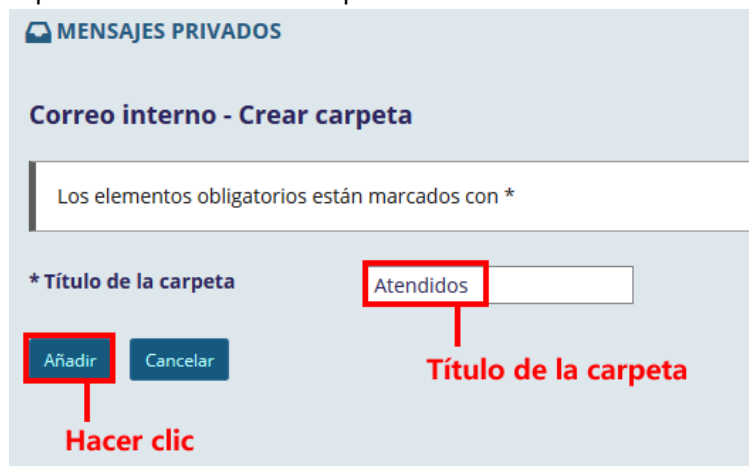 MENSAJES PRIVADOS
Correo interno - Crear carpeta
Los elementos obligatorios están marcados con *
* Título de la carpeta
Atendidos
Añadir Cancelar
Título de la carpeta
Hacer clic